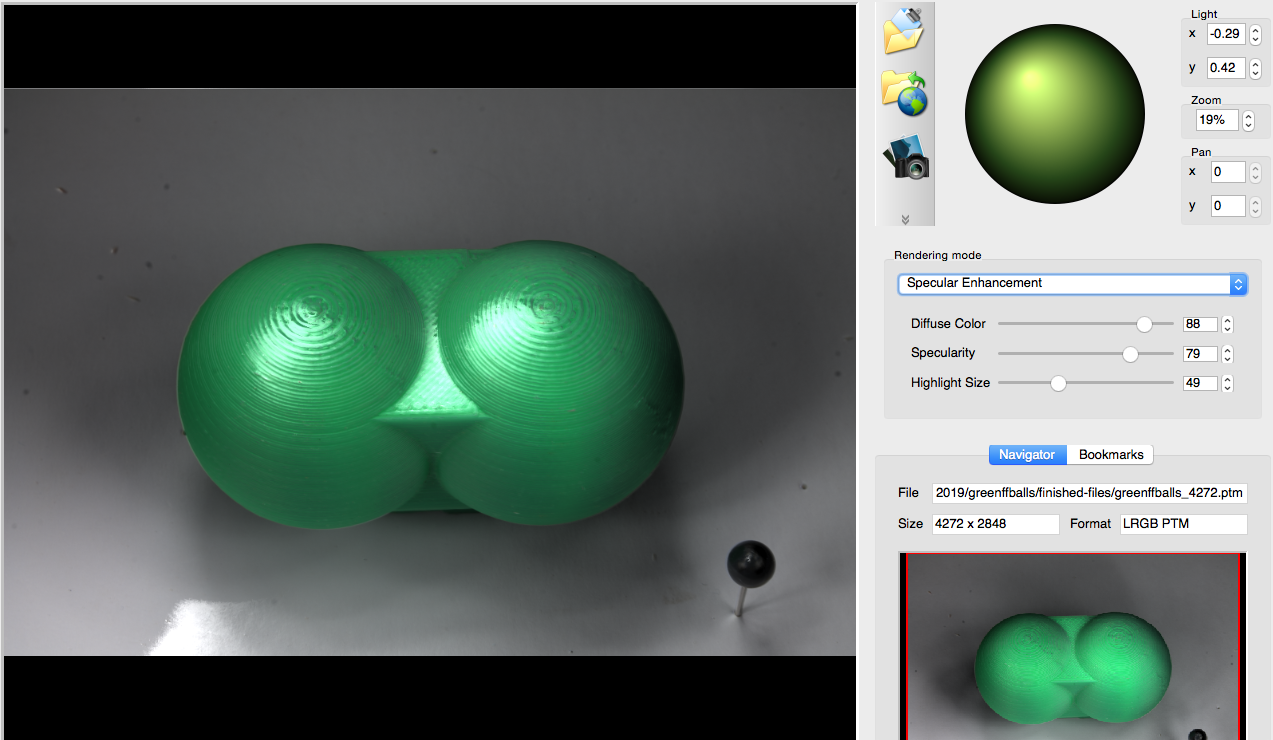 Light
x -0.29
y 0.42
Zoom
19%
Pan
x 0
y 0
Rendering mode
Specular Enhancement
Diffuse Color 88
Specularity 79
Highlight Size 49
Navigator Bookmarks
File 2019/greenffballs/finished-files/greenffballs_4272.ptm
Size 4272 x 2848 Format LRGB PTM